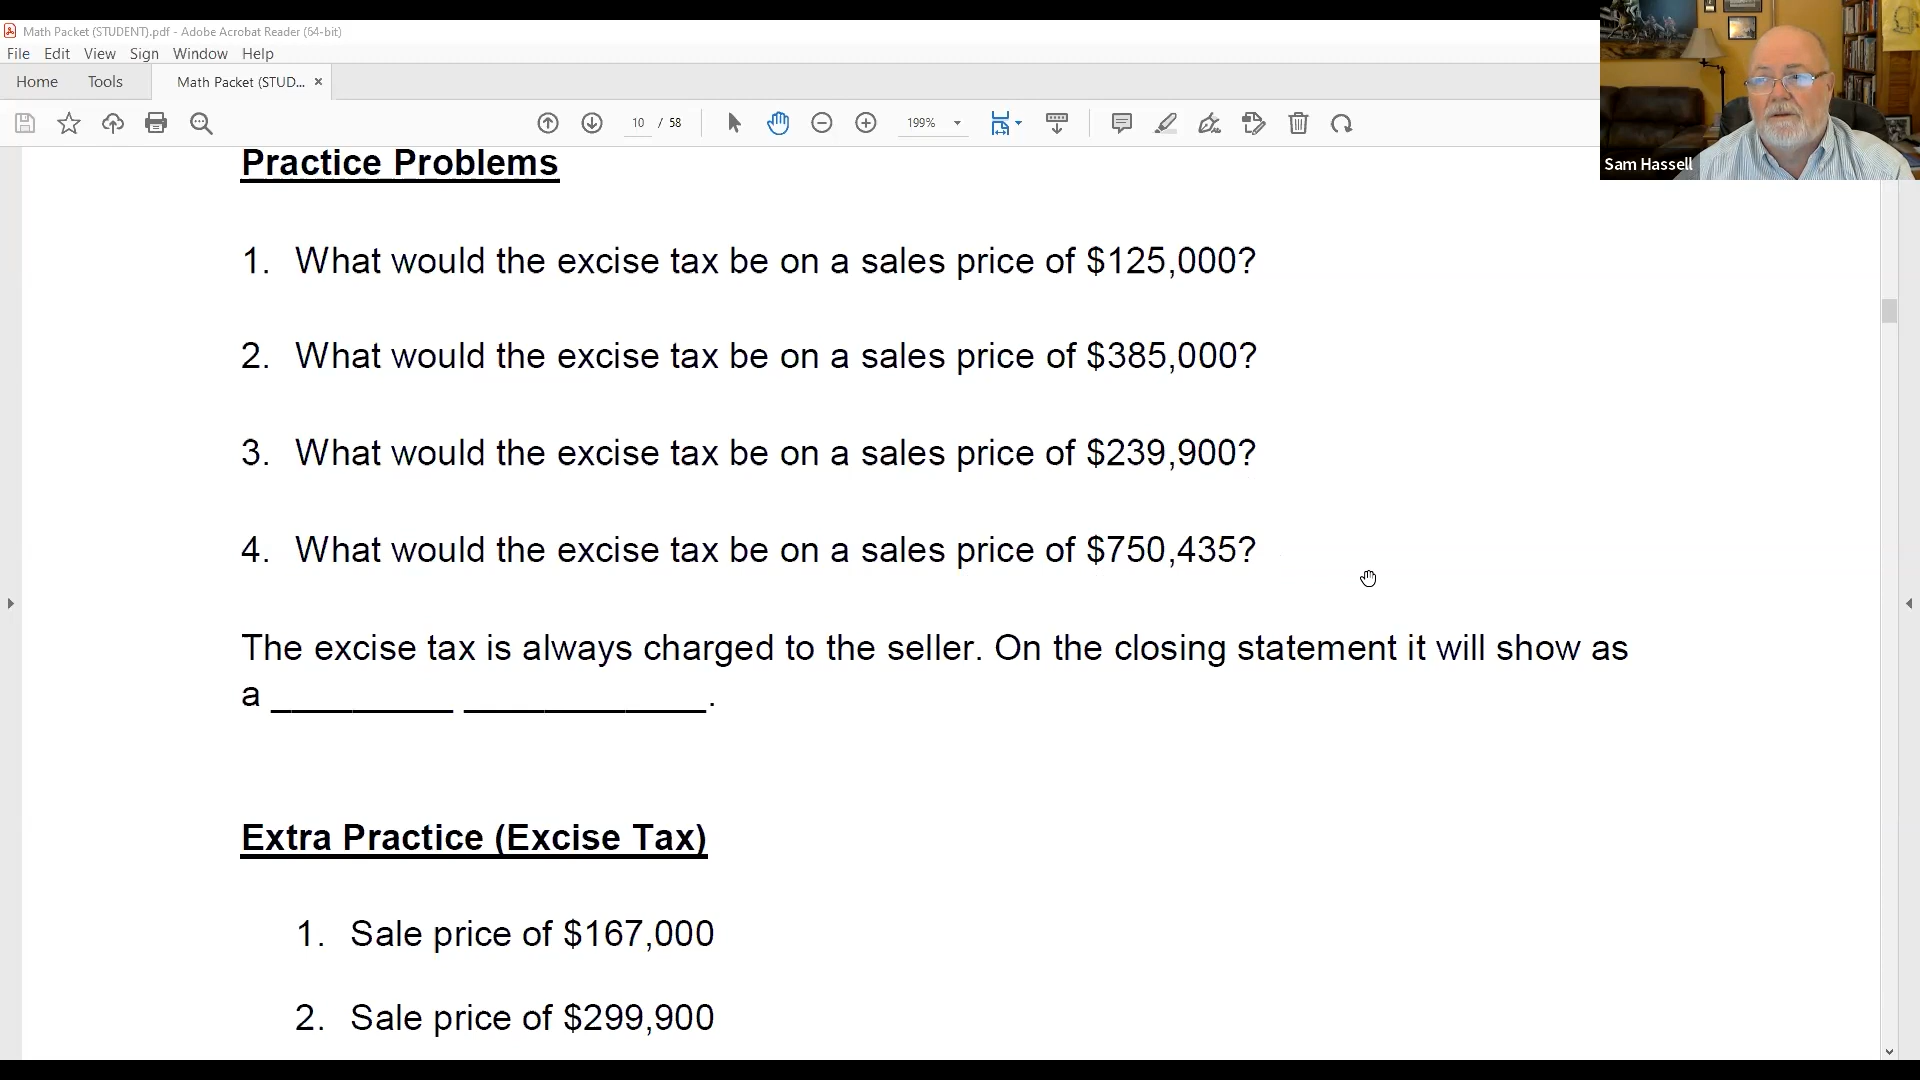 Math Packet (STUDENT).pdf - Adobe Acrobat Reader (64-bit)
File Edit View Sign Window Help
Home Tools Math Packet (STUD... ×
10 / 58 199%
Sam Hassell
Practice Problems
1. What would the excise tax be on a sales price of $125,000?
2. What would the excise tax be on a sales price of $385,000?
3. What would the excise tax be on a sales price of $239,900?
4. What would the excise tax be on a sales price of $750,435?
The excise tax is always charged to the seller. On the closing statement it will show as
a _________ ____________.
Extra Practice (Excise Tax)
1. Sale price of $167,000
2. Sale price of $299,900